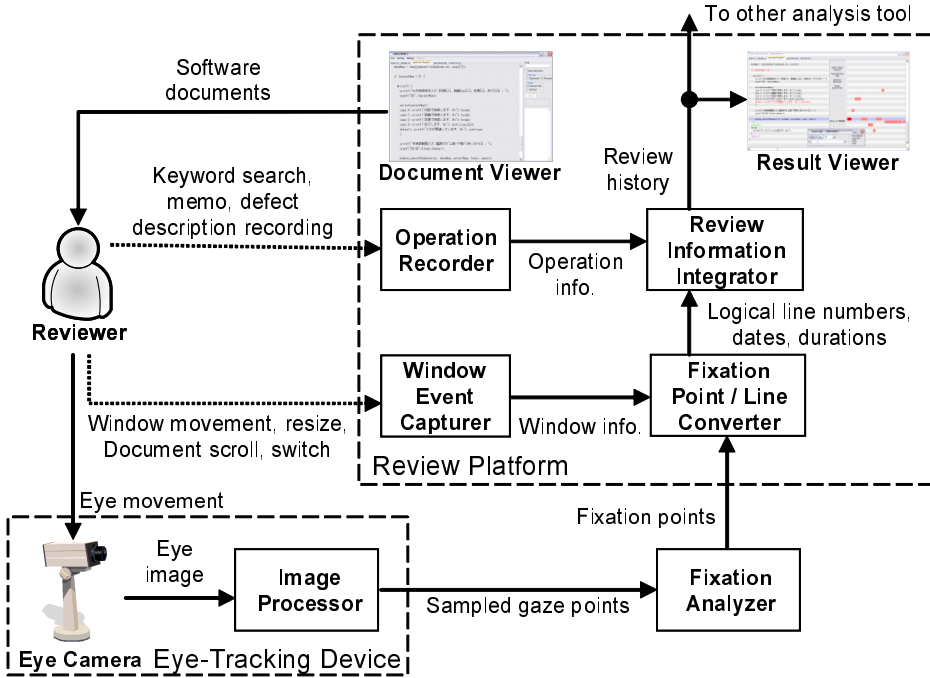 To other analysis tool
Software
documents
Document Viewer
Result Viewer
Review
history
Keyword search,
memo, defect
description recording
Operation
Recorder
Operation
info.
Review
Information
Integrator
Reviewer
Logical line numbers,
dates, durations
Window
Event
Capturer
Window info.
Fixation
Point / Line
Converter
Window movement, resize,
Document scroll, switch
Review Platform
Eye movement
Fixation points
Eye
image
Image
Processor
Sampled gaze points
Fixation
Analyzer
Eye Camera
Eye-Tracking Device